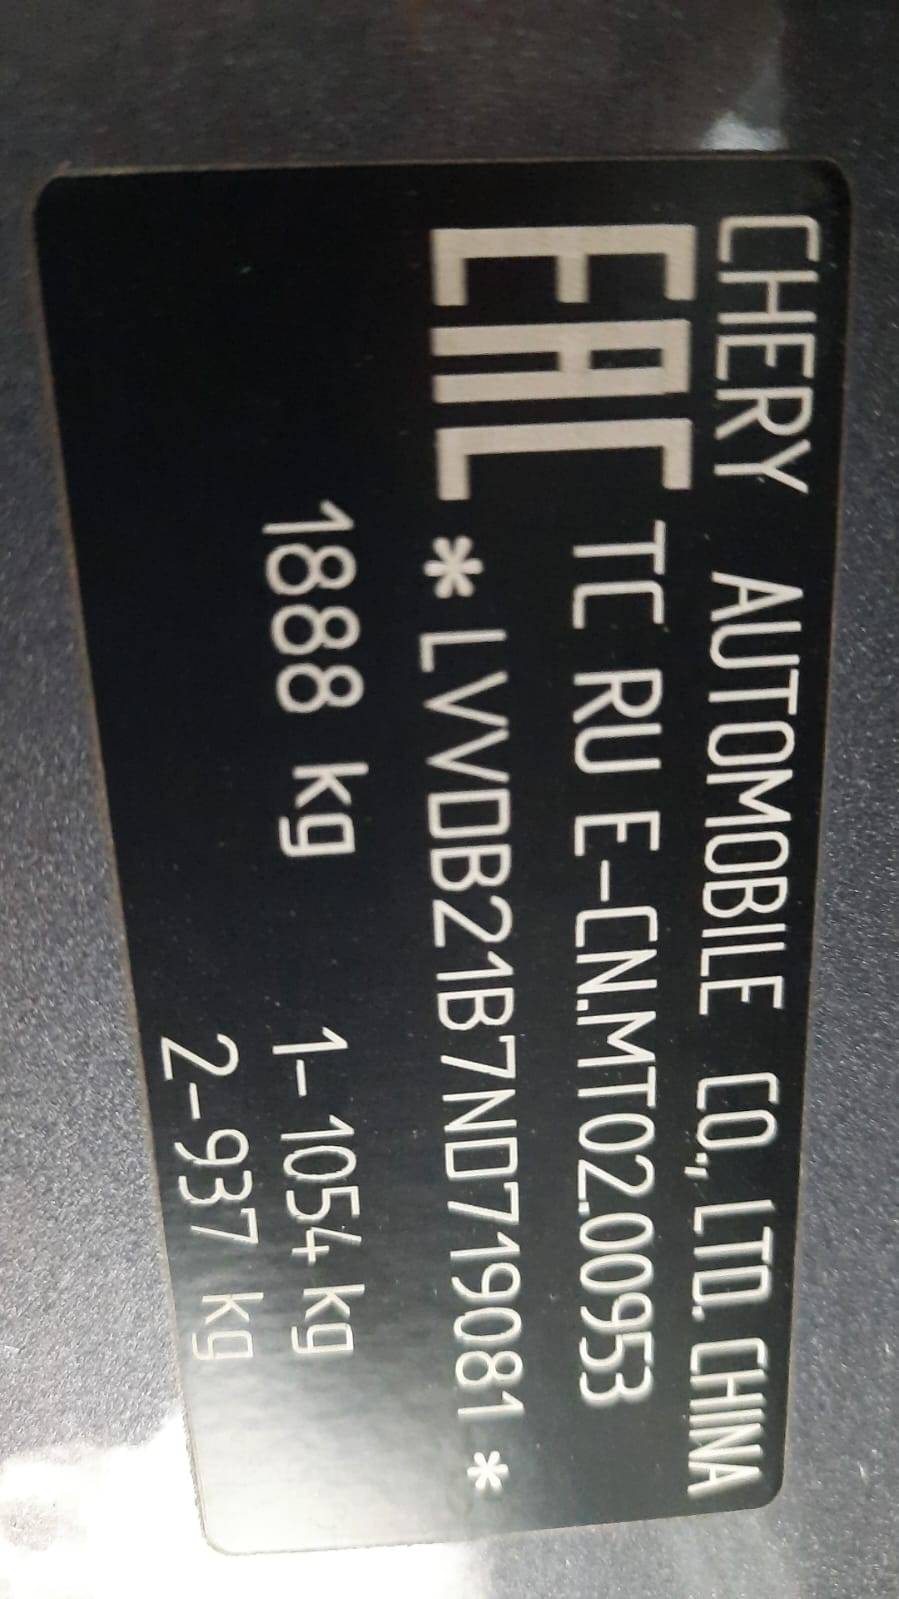 CHERY AUTOMOBILE CO., LTD. CHINA
EAC TC RU E-CN.MT02.00953
*LVVDB21B7ND719081*
1888 kg 1- 1054 kg
2-937 kg